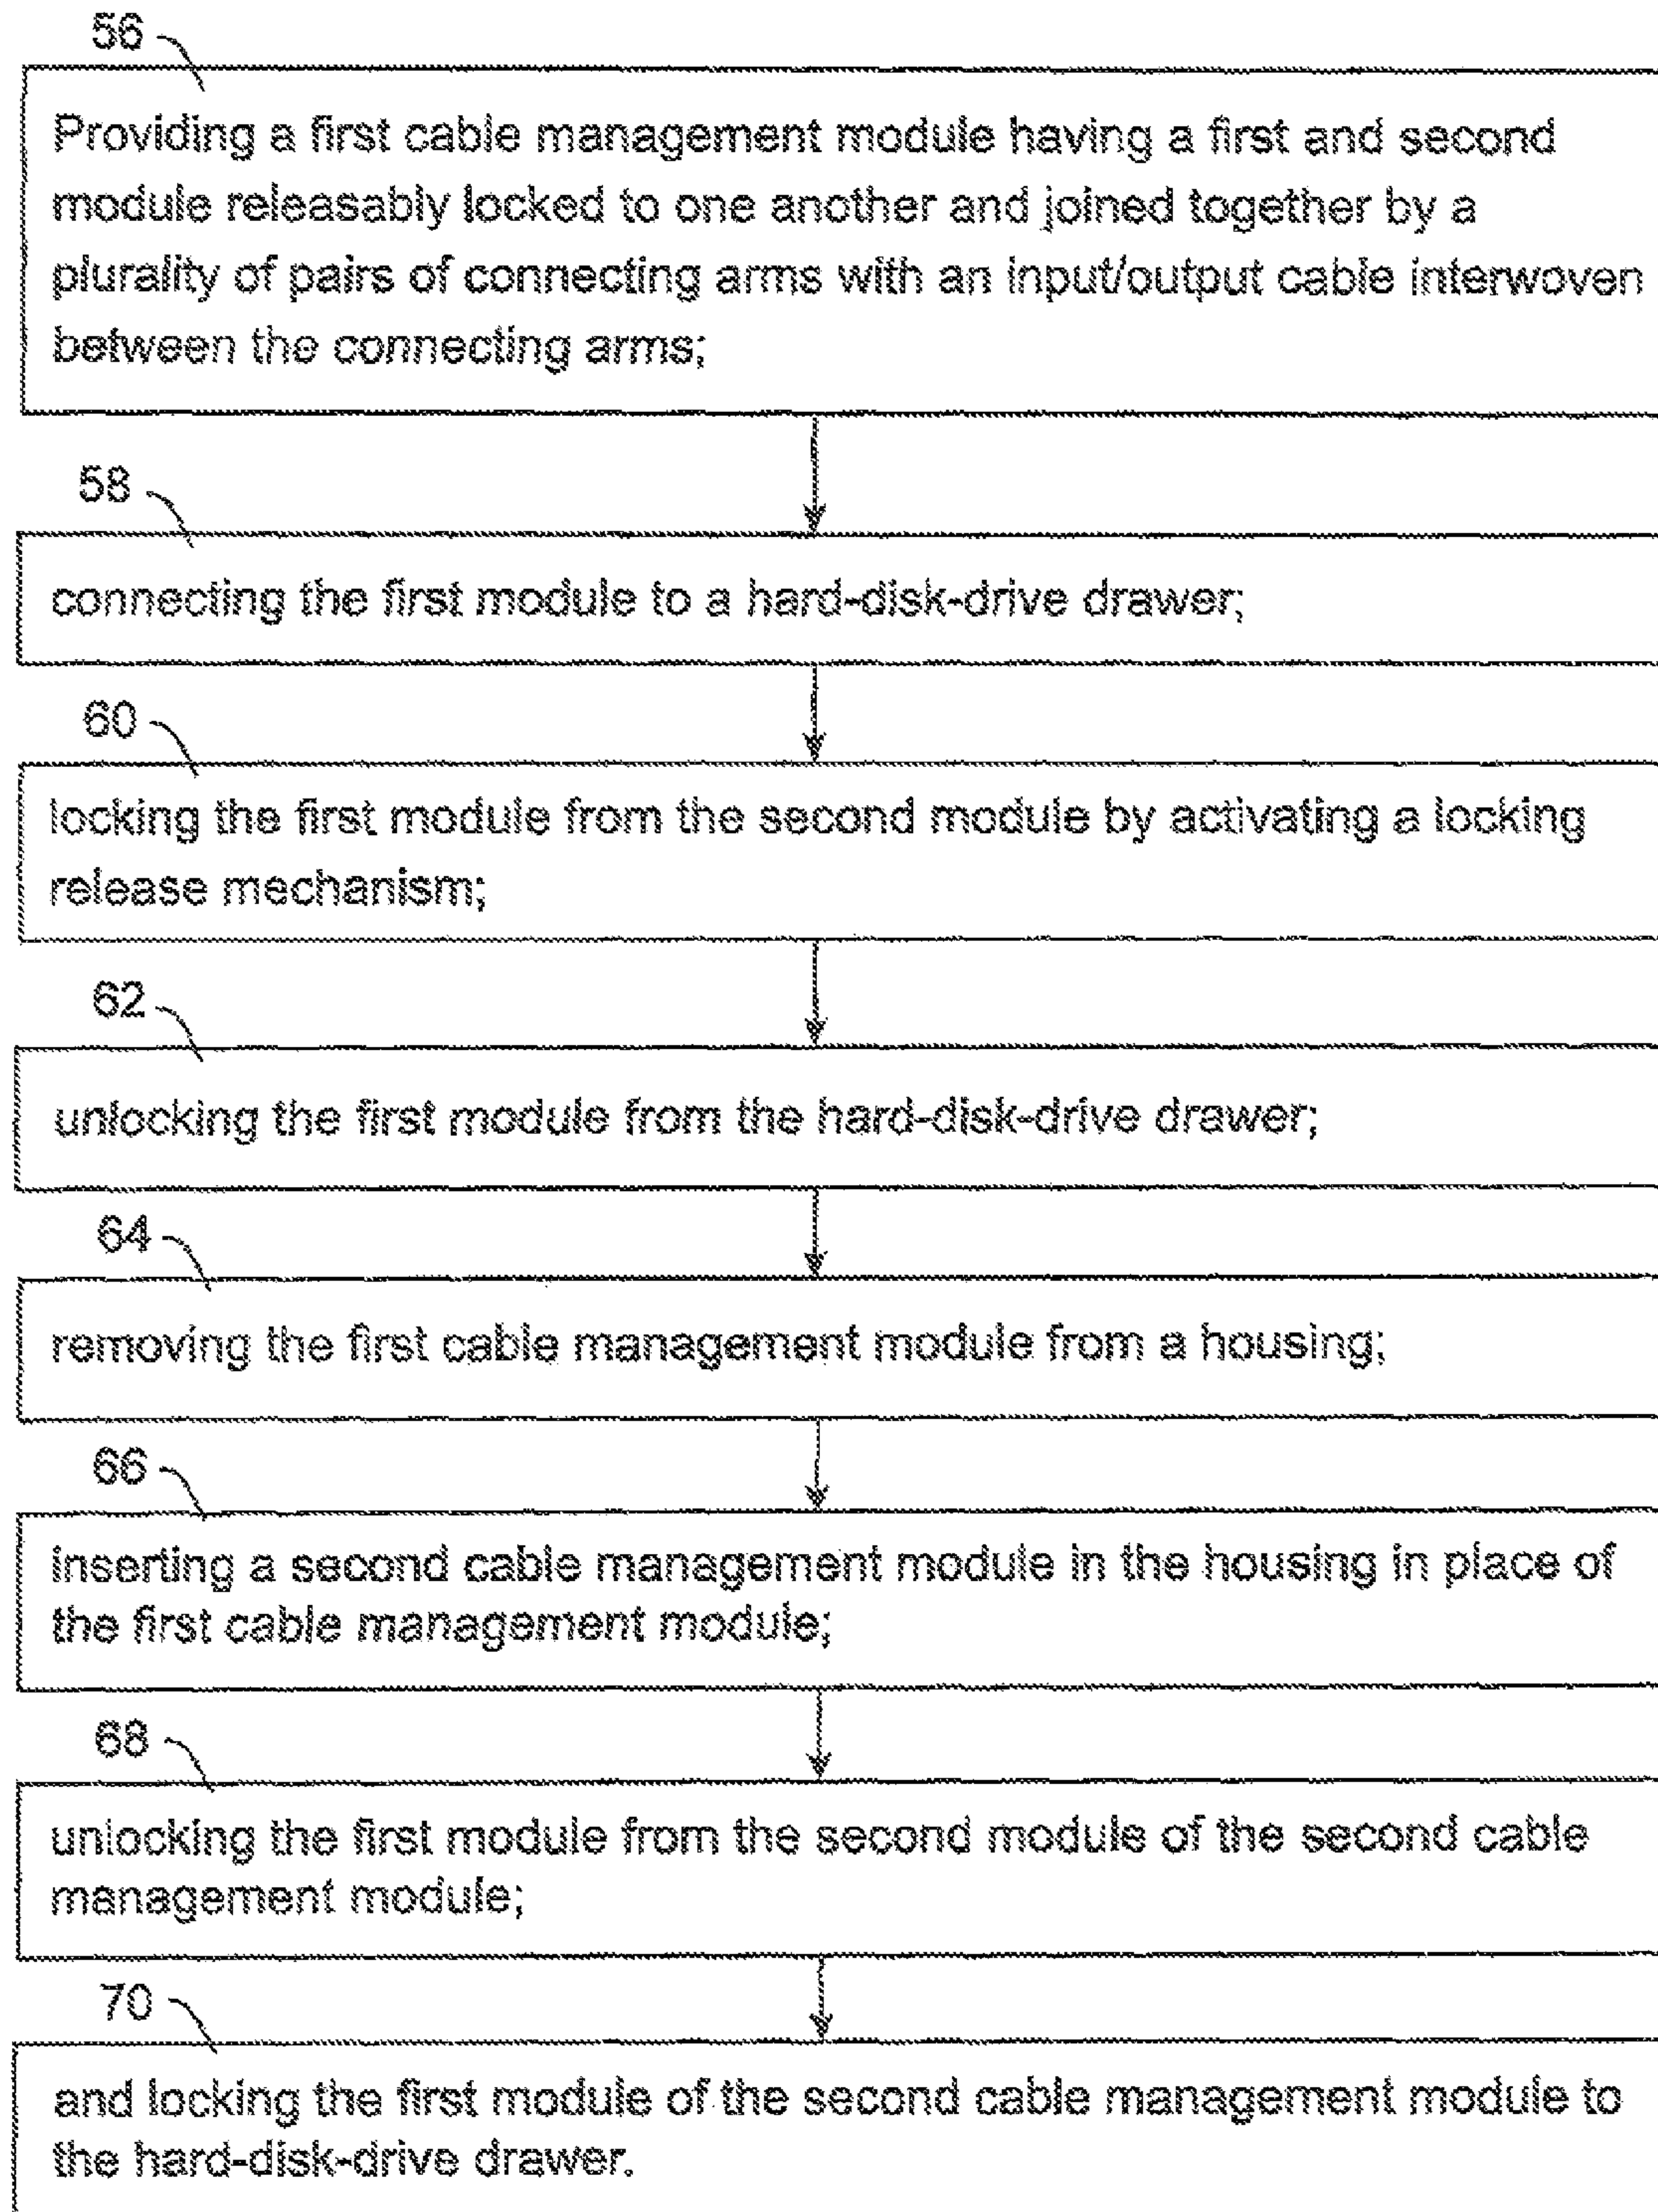 56
Providing a first cable management module having a first and second
module releasably locked to one another and joined together by a
plurality of pairs of connecting arms with an input/output cable interwoven
between the connecting arms;
58
connecting the first module to a hard-disk-drive drawer;
60
locking the first module from the second module by activating a locking
release mechanism;
62
unlocking the first module from the hard-disk-drive drawer;
64
removing the first cable management module from a housing;
66
inserting a second cable management module in the housing in place of
the first cable management module;
68
unlocking the first module from the second module of the second cable
management module;
70
and locking the first module of the second cable management module to
the hard-disk-drive drawer.